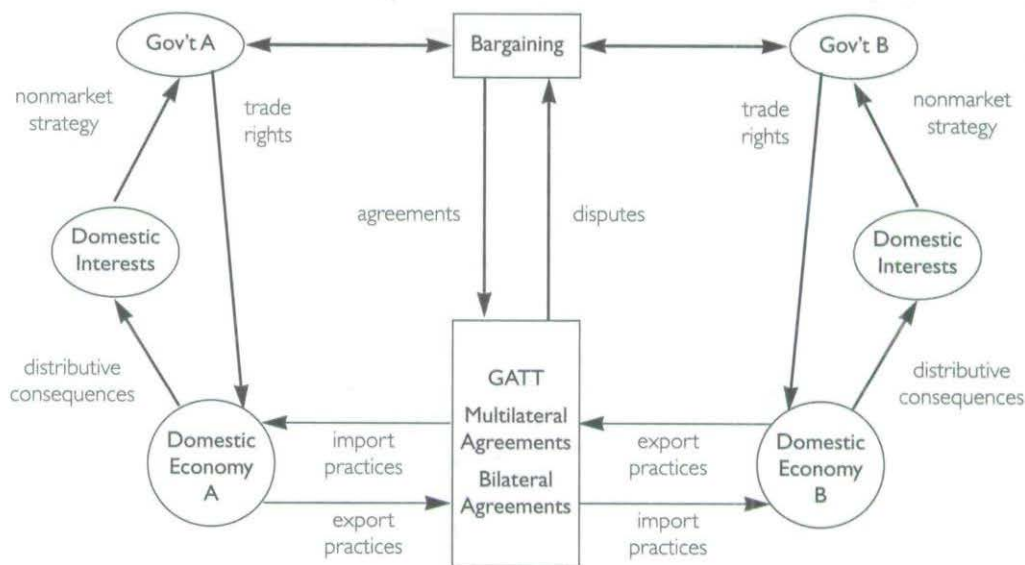 Gov't A
Bargaining
Gov't B
nonmarket
strategy
trade
rights
trade
rights
nonmarket
strategy
agreements
disputes
Domestic
Interests
Domestic
Interests
distributive
consequences
distributive
consequences
GATT
Multilateral
Agreements
Bilateral
Agreements
Domestic
Economy
A
import
practices
export
practices
export
practices
import
practices
Domestic
Economy
B